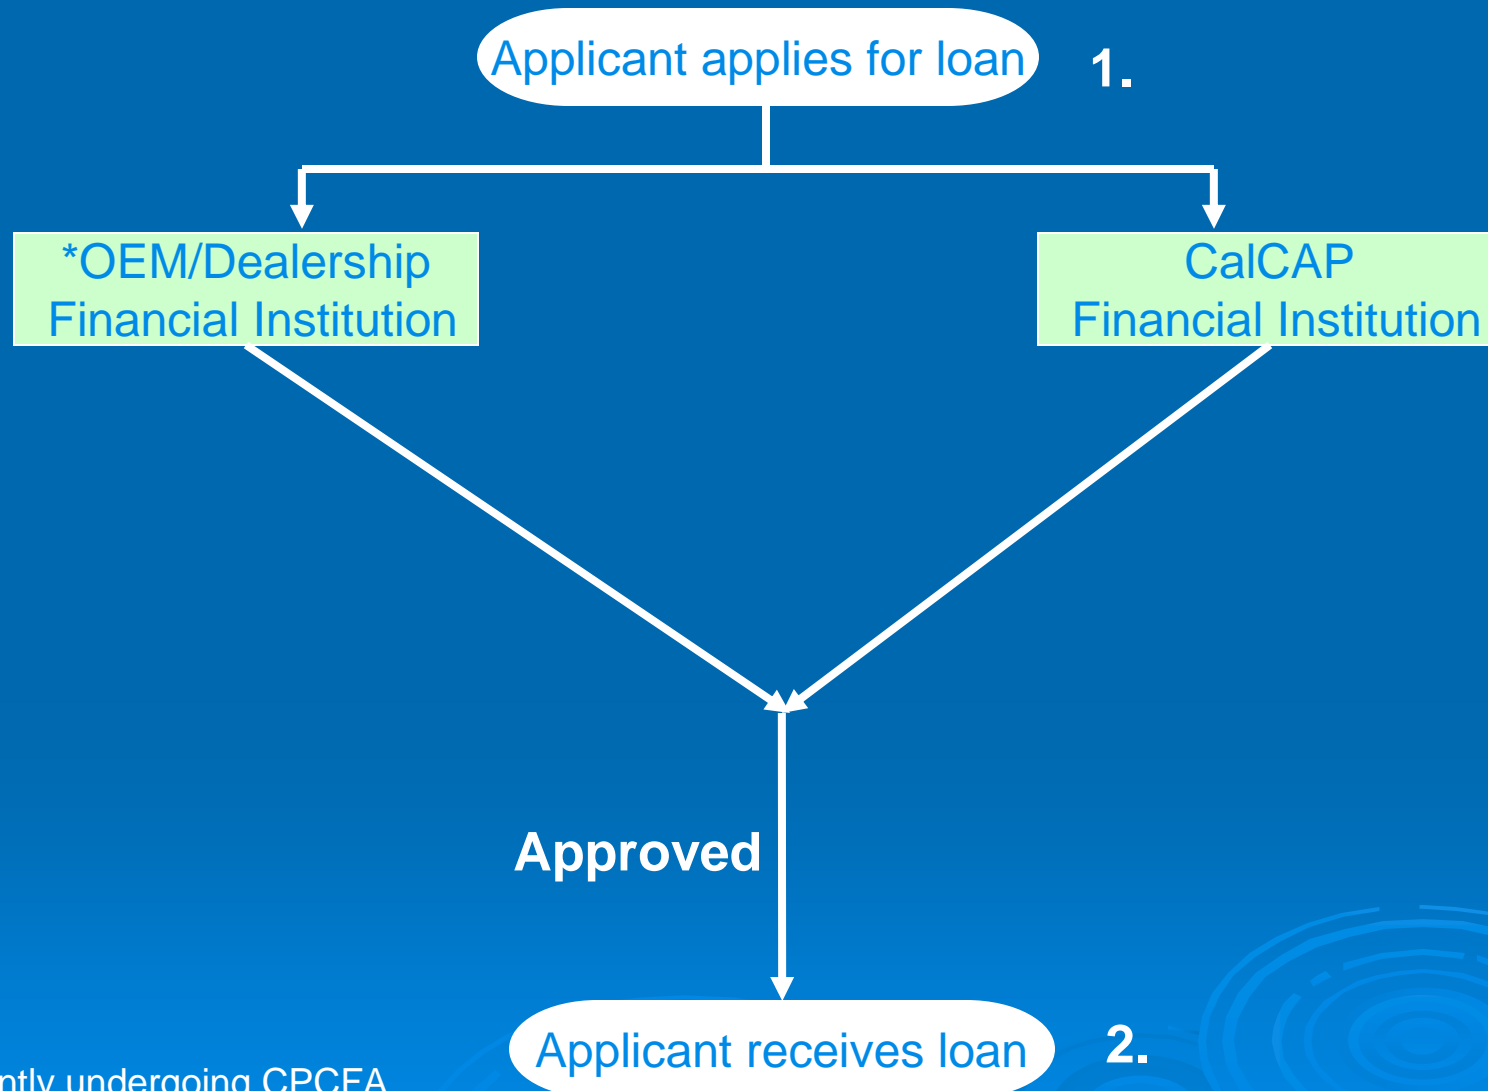 Applicant applies for loan
1.
*OEM/Dealership
Financial Institution
CalCAP
Financial Institution
Approved
Applicant receives loan
2.
undergoing CPCFA